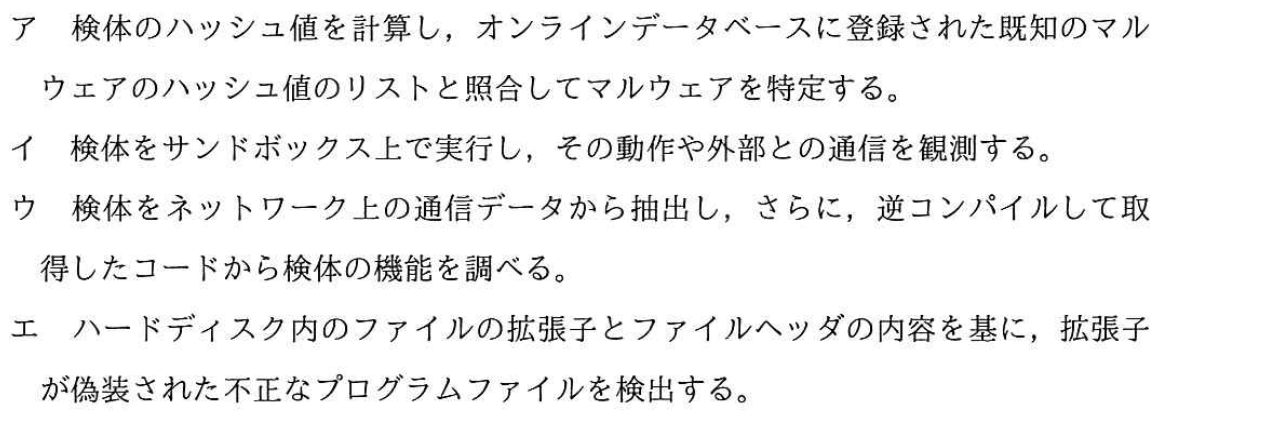 ア　検体のハッシュ値を計算し，オンラインデータベースに登録された既知のマル
ウェアのハッシュ値のリストと照合してマルウェアを特定する。
イ　検体をサンドボックス上で実行し，その動作や外部との通信を観測する。
ウ　検体をネットワーク上の通信データから抽出し，さらに，逆コンパイルして取
得したコードから検体の機能を調べる。
エ　ハードディスク内のファイルの拡張子とファイルヘッダの内容を基に，拡張子
が偽装された不正なプログラムファイルを検出する。